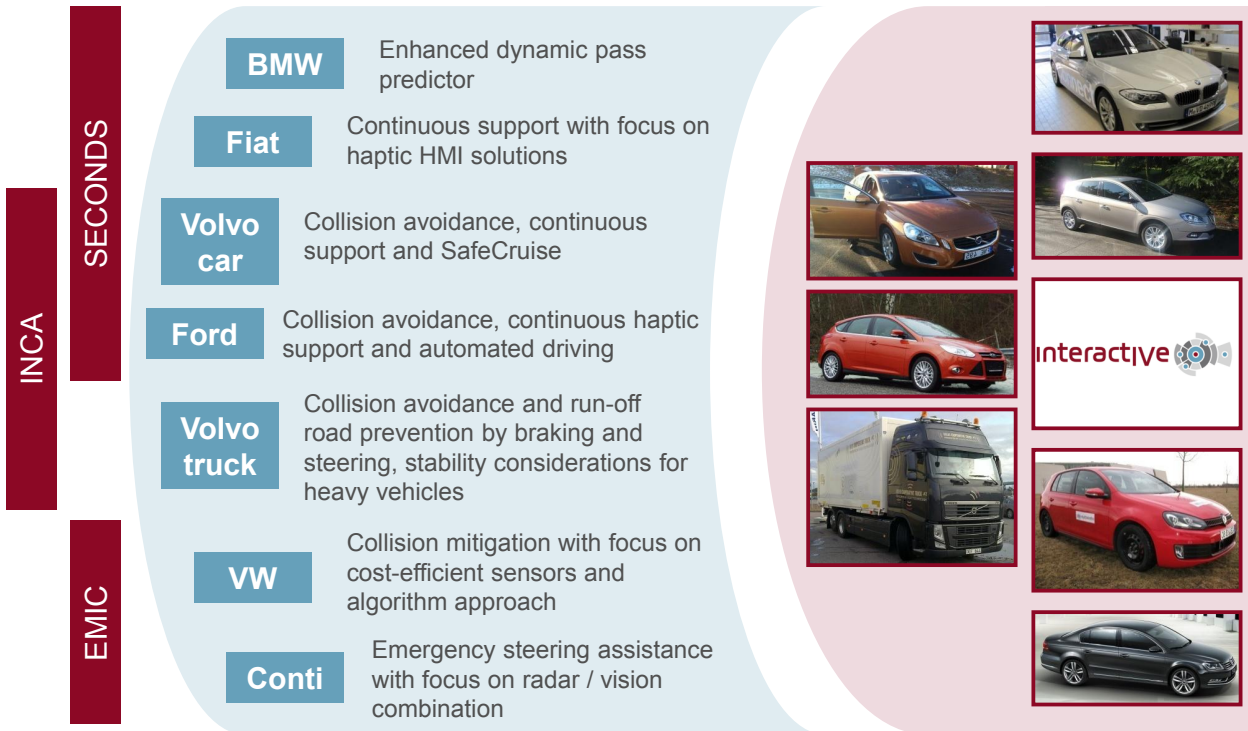 SECONDS
INCA
EMIC
BMW
Enhanced dynamic pass
predictor
Fiat
Continuous support with focus on
haptic HMI solutions
Volvo
car
Collision avoidance, continuous
support and SafeCruise
Ford
Collision avoidance, continuous haptic
support and automated driving
Volvo
truck
Collision avoidance and run-off
road prevention by braking and
steering, stability considerations for
heavy vehicles
VW
Collision mitigation with focus on
cost-efficient sensors and
algorithm approach
Conti
Emergency steering assistance
with focus on radar / vision
combination
interactIve